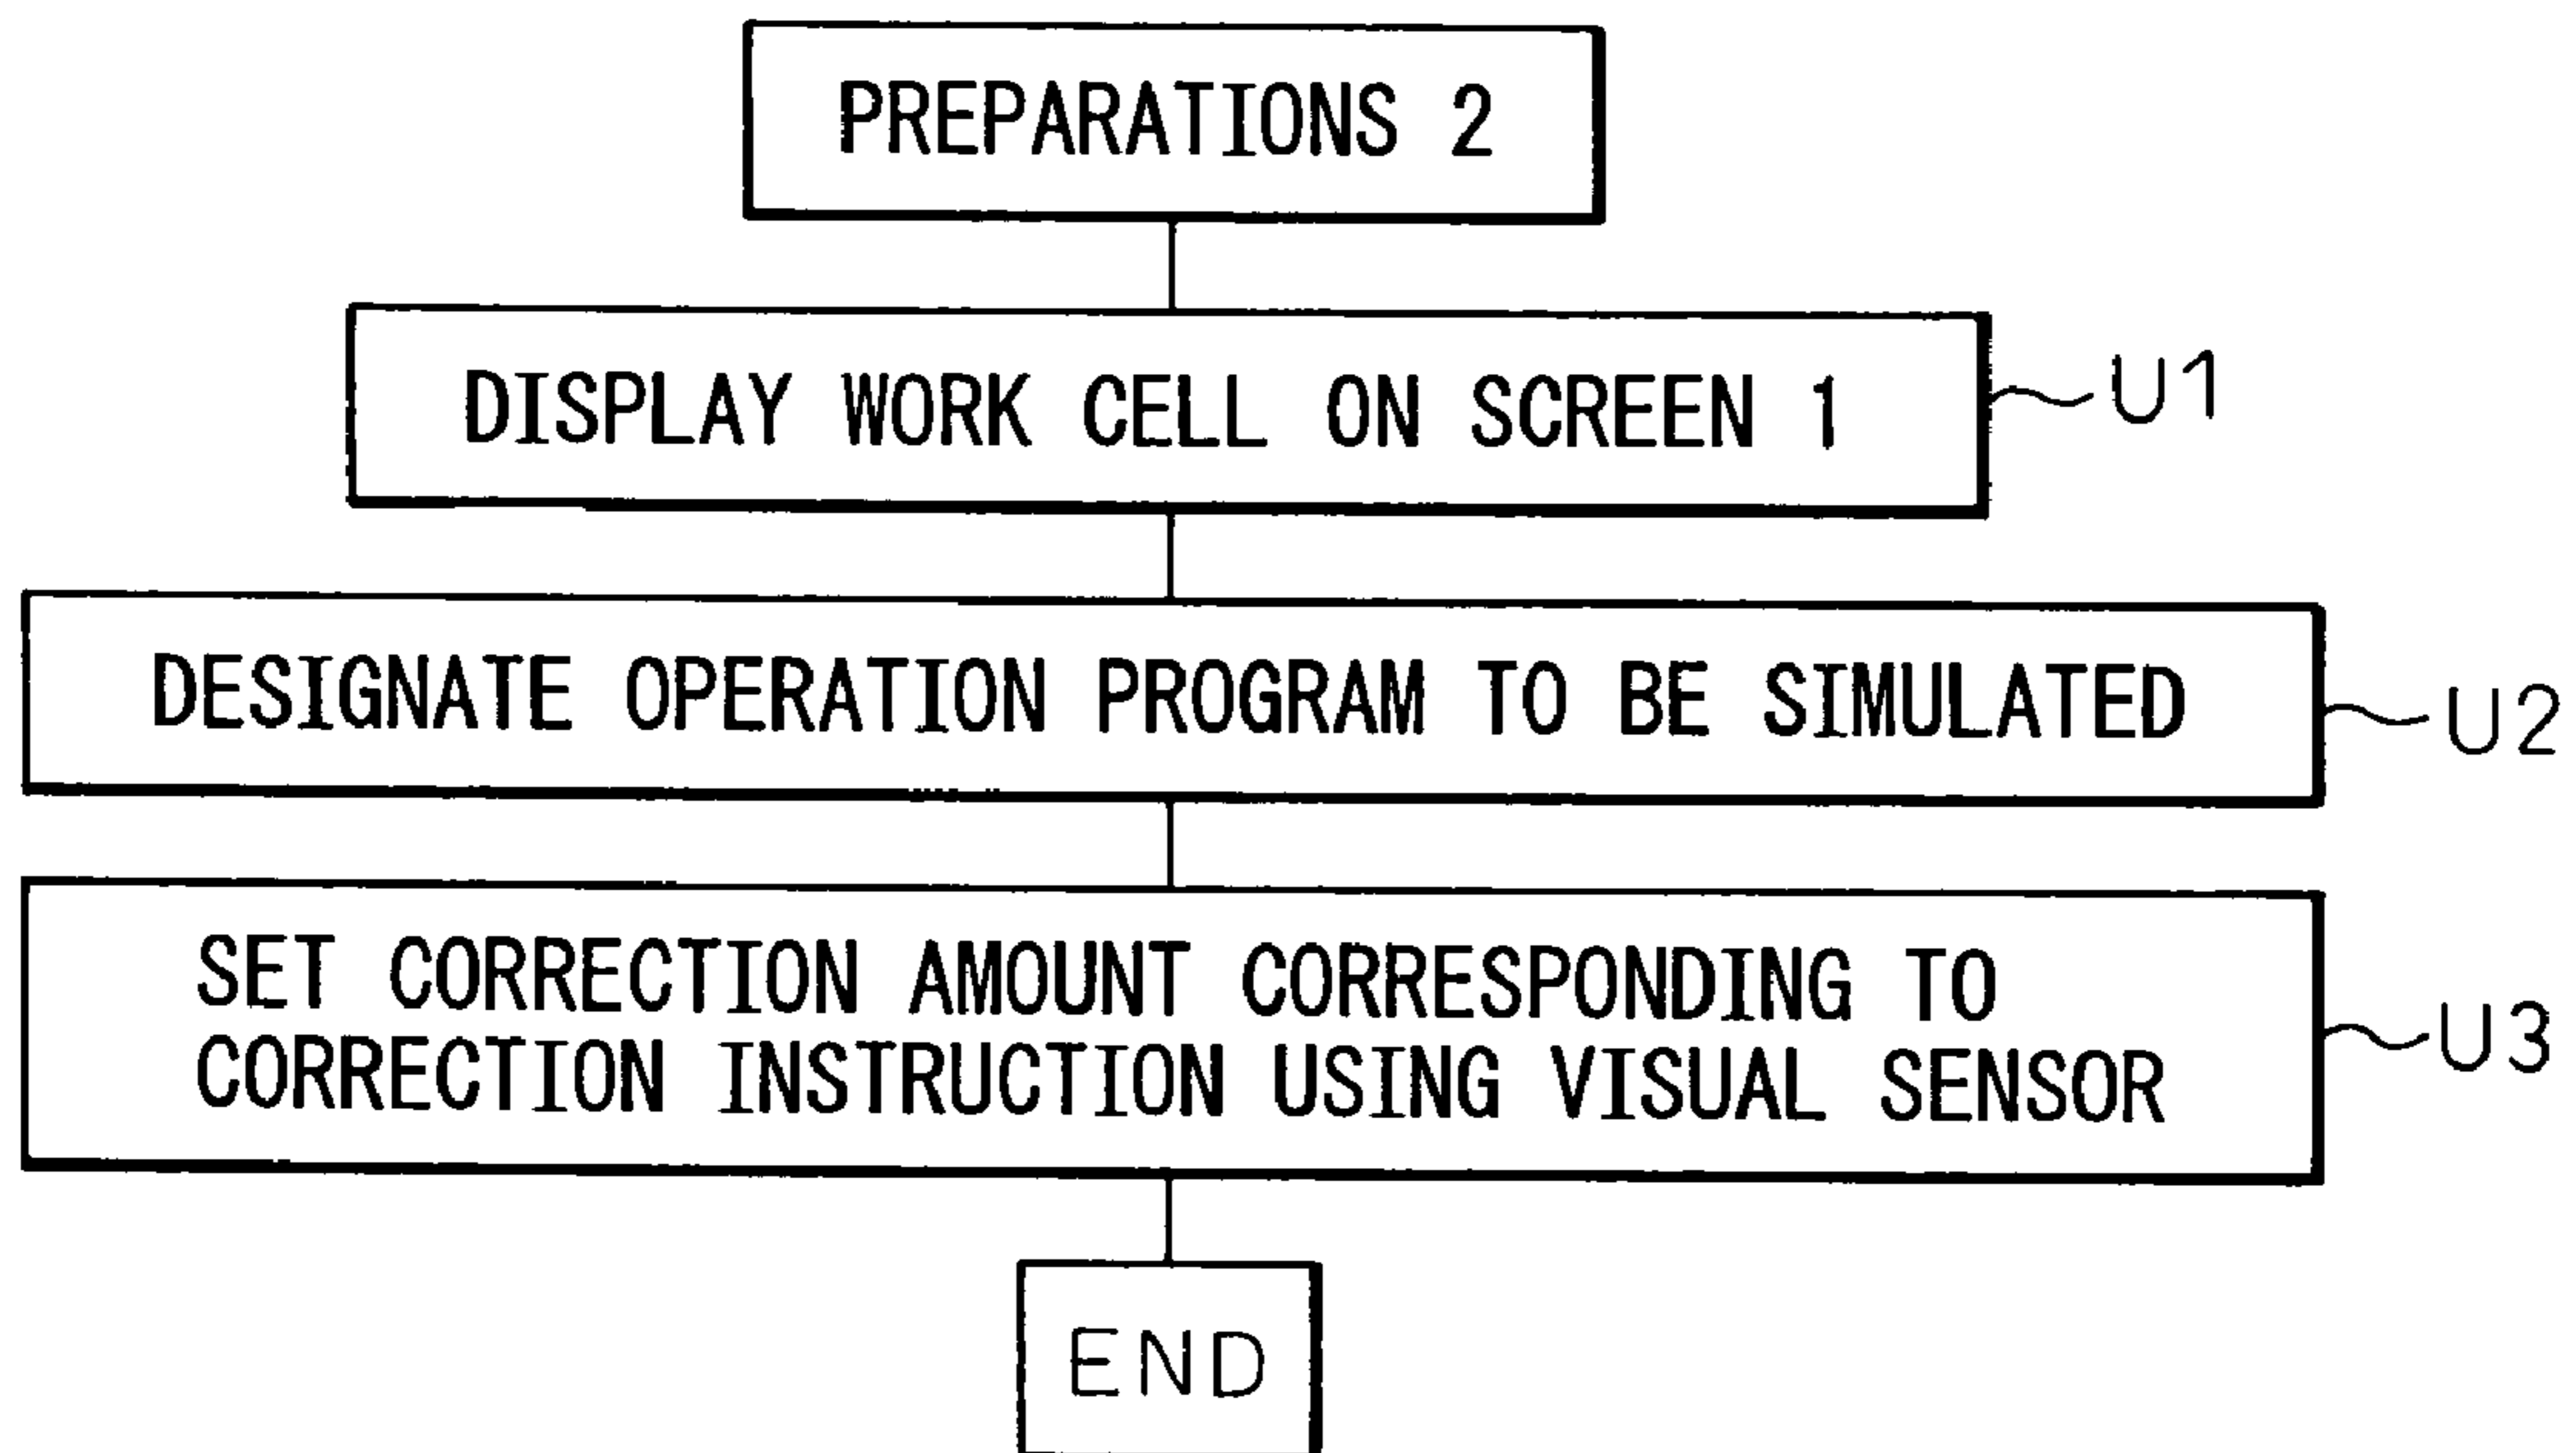 PREPARATIONS 2
DISPLAY WORK CELL ON SCREEN 1
U1
DESIGNATE OPERATION PROGRAM TO BE SIMULATED
U2
SET CORRECTION AMOUNT CORRESPONDING TO
CORRECTION INSTRUCTION USING VISUAL SENSOR
U3
END